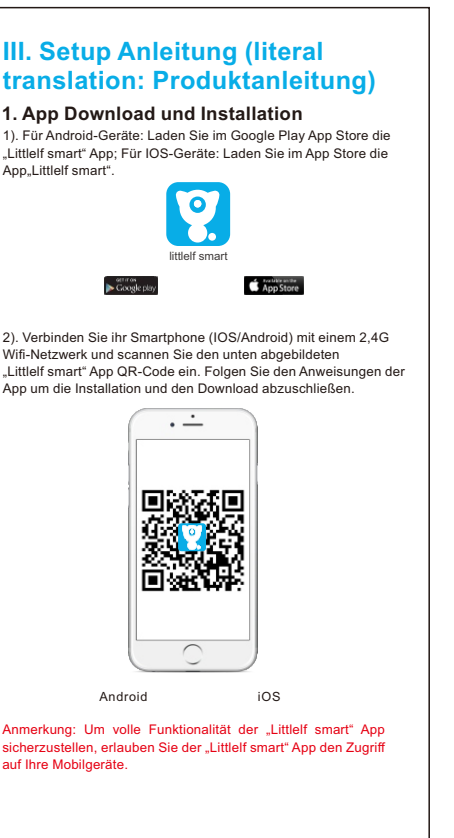 III. Setup Anleitung (literal
translation: Produktanleitung)
1. App Download und Installation
1). Für Android-Geräte: Laden Sie im Google Play App Store die
„Littlelf smart“ App; Für IOS-Geräte: Laden Sie im App Store die
App„Littlelf smart“.
littlelf smart
GET IT ON
Google play
Available on the
App Store
2). Verbinden Sie ihr Smartphone (IOS/Android) mit einem 2,4G
Wifi-Netzwerk und scannen Sie den unten abgebildeten
„Littlelf smart“ App QR-Code ein. Folgen Sie den Anweisungen der
App um die Installation und den Download abzuschließen.
Android iOS
Anmerkung: Um volle Funktionalität der „Littlelf smart“ App
sicherzustellen, erlauben Sie der „Littlelf smart“ App den Zugriff
auf Ihre Mobilgeräte.